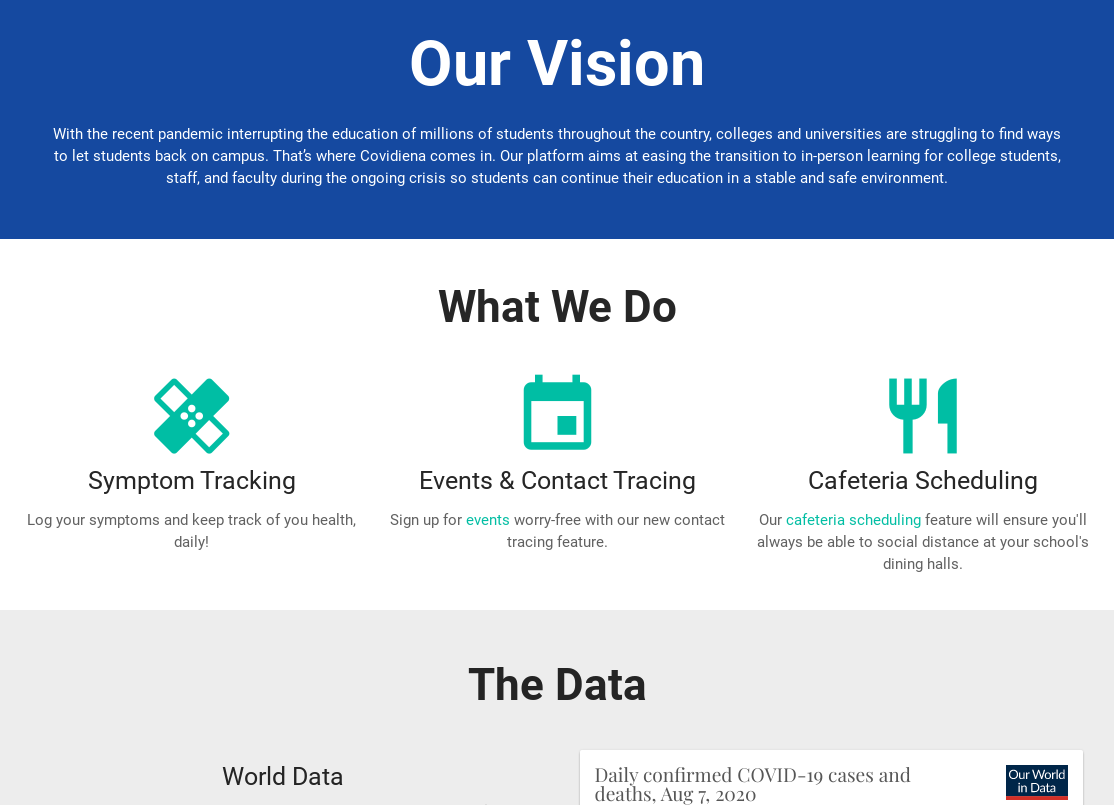 Our Vision
With the recent pandemic interrupting the education of millions of students throughout the country, colleges and universities are struggling to find ways
to let students back on campus. That’s where Covidiena comes in. Our platform aims at easing the transition to in-person learning for college students,
staff, and faculty during the ongoing crisis so students can continue their education in a stable and safe environment.
What We Do
Symptom Tracking
Log your symptoms and keep track of you health,
daily!
Events & Contact Tracing
Sign up for events worry-free with our new contact
tracing feature.
Cafeteria Scheduling
Our cafeteria scheduling feature will ensure you'll
always be able to social distance at your school's
dining halls.
The Data
World Data
Daily confirmed COVID-19 cases and
deaths, Aug 7, 2020
Our World
in Data